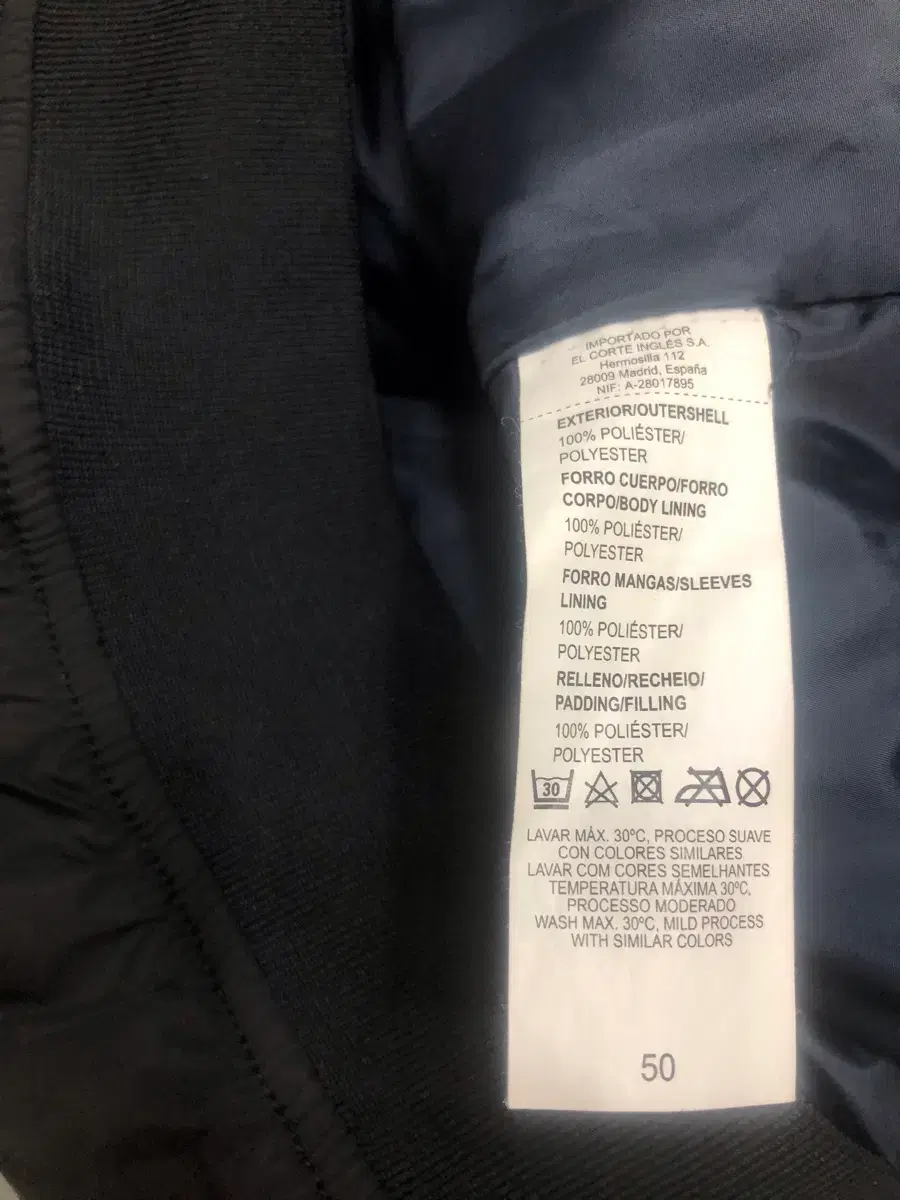 IMPORTADO POR
EL CORTE INGLÉS S.A.
Hermosilla 112
28009 Madrid, España
NIF: A-28017895
EXTERIOR/OUTERSHELL
100% POLIÉSTER/
POLYESTER
FORRO CUERPO/FORRO
CORPO/BODY LINING
100% POLIÉSTER/
POLYESTER
FORRO MANGAS/SLEEVES
LINING
100% POLIÉSTER/
POLYESTER
RELLENO/RECHEIO/
PADDING/FILLING
100% POLIÉSTER/
POLYESTER
30
LAVAR MÁX. 30ºC, PROCESO SUAVE
CON COLORES SIMILARES
LAVAR COM CORES SEMELHANTES
TEMPERATURA MÁXIMA 30ºC,
PROCESSO MODERADO
WASH MAX. 30ºC, MILD PROCESS
WITH SIMILAR COLORS
50